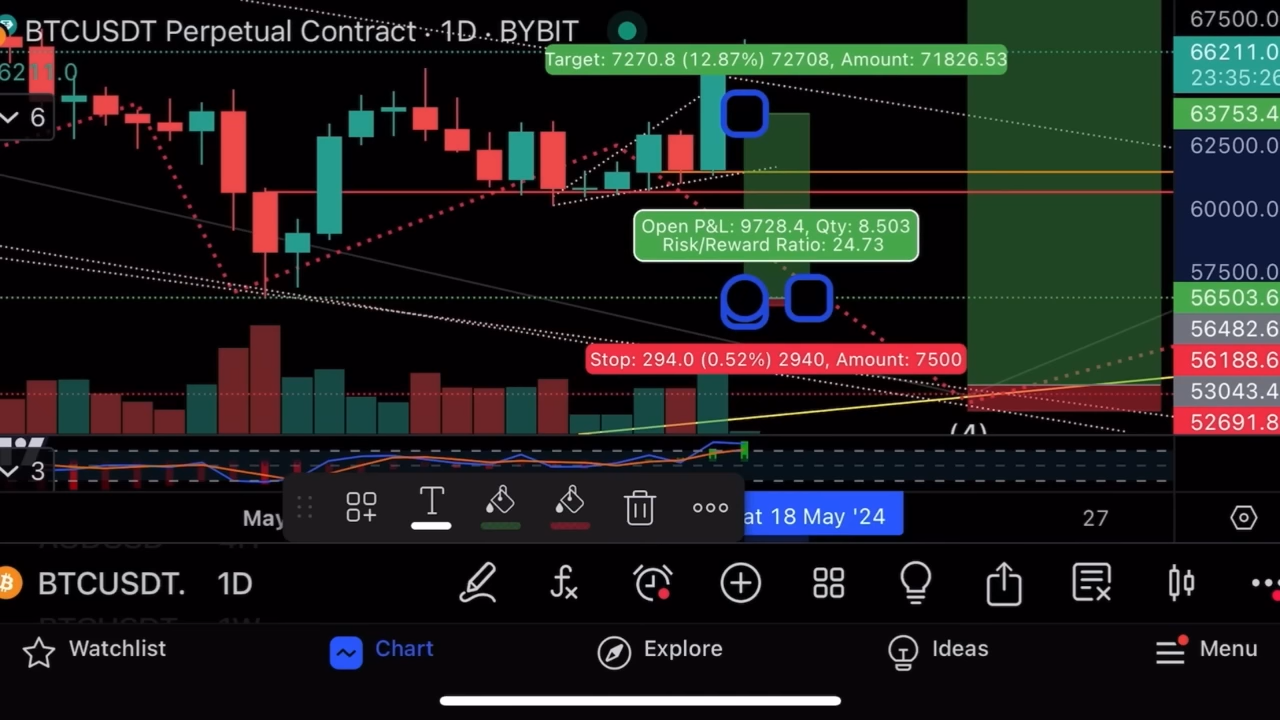 BTCUSDT Perpetual Contract · 1D · BYBIT
6211.0
6
Target: 7270.8 (12.87%) 72708, Amount: 71826.53
Open P&L: 9728.4, Qty: 8.503
Risk/Reward Ratio: 24.73
Stop: 294.0 (0.52%) 2940, Amount: 7500
(4)
67500.0
66211.0
23:35:26
63753.4
62500.0
60000.0
57500.0
56503.6
56482.6
56188.6
53043.4
52691.8
3
T
May
at 18 May '24
27
BTCUSDT. 1D
Watchlist
Chart
Explore
Ideas
Menu